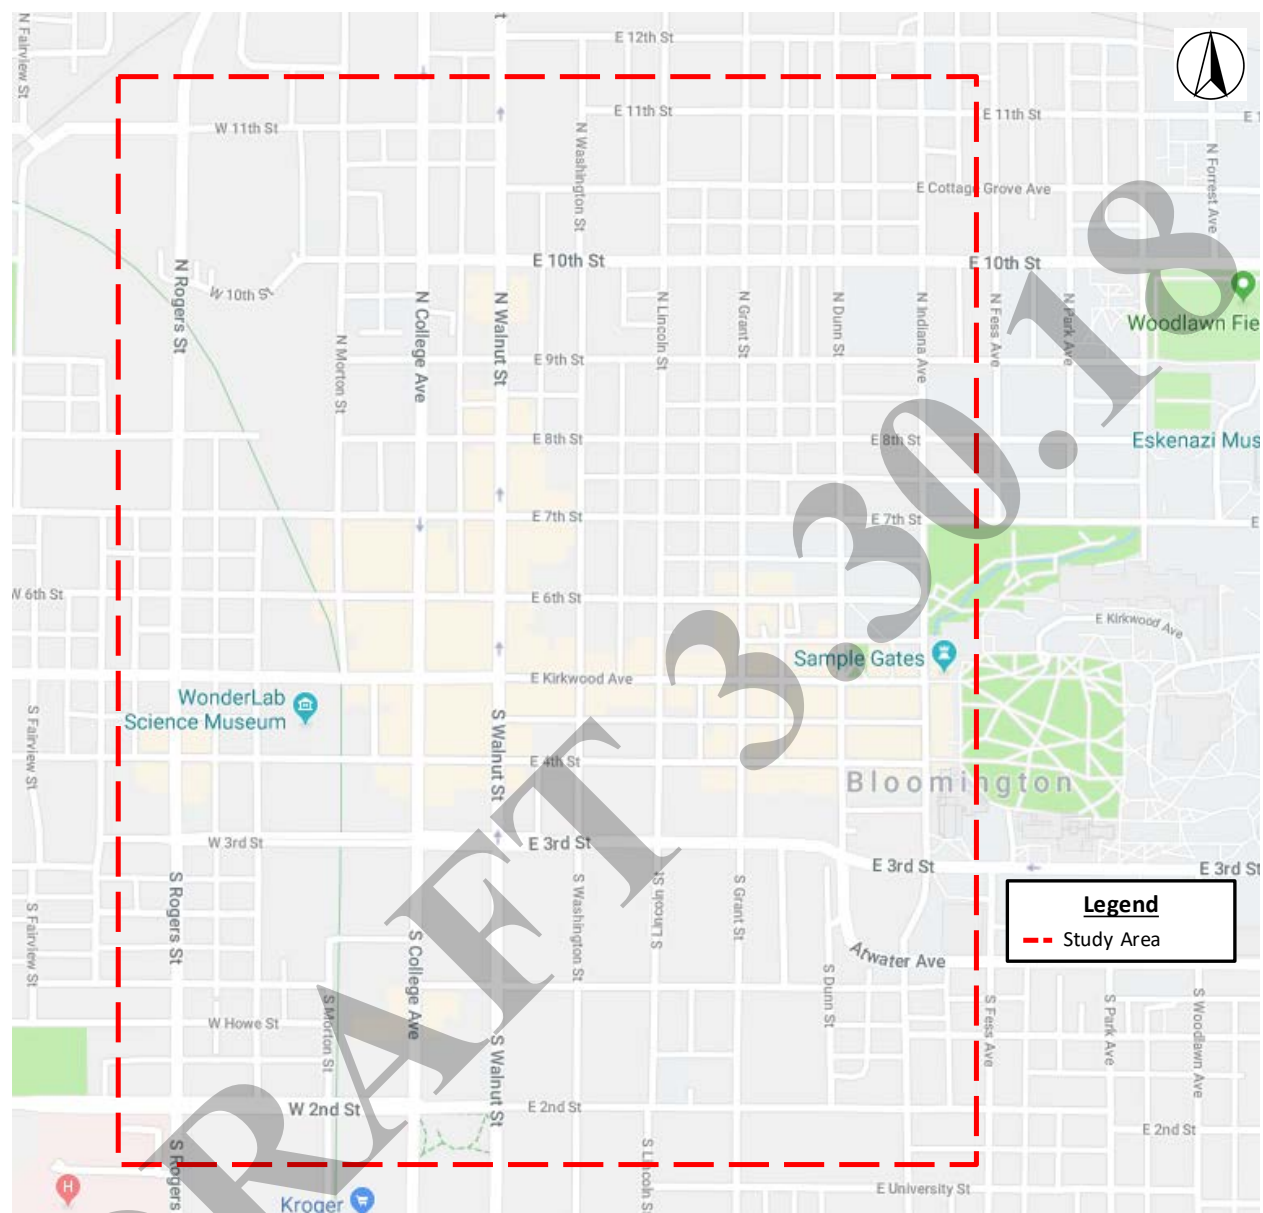 E 12th St
N Fairview St
E 11th St
E 11th St
W 11th St
N Washington St
N Forrest Ave
E Cottage Grove Ave
E 10th St
E 10th St
N Rogers St
W 10th St
N College Ave
N Walnut St
N Lincoln St
N Grant St
N Dunn St
N Indiana Ave
N Fess Ave
N Park Ave
Woodlawn Fie
N Morton St
E 9th St
E 8th St
E 8th St
Eskenazi Mus
E 7th St
E 7th St
W 6th St
E 6th St
E Kirkwood Ave
Sample Gates
E Kirkwood Ave
WonderLab
Science Museum
S Fairview St
S Walnut St
E 4th St
Bloomington
W 3rd St
E 3rd St
E 3rd St
E 3rd St
S Rogers St
S Fairview St
S College Ave
S Washington St
S Lincoln St
S Grant St
Legend
Study Area
Atwater Ave
S Dunn St
W Howe St
S Morton St
S Walnut St
S Fess Ave
S Park Ave
S Woodlawn Ave
W 2nd St
E 2nd St
E 2nd St
S Rogers
S Lincoln St
H
Kroger
E University St
DRAFT 3.30.18